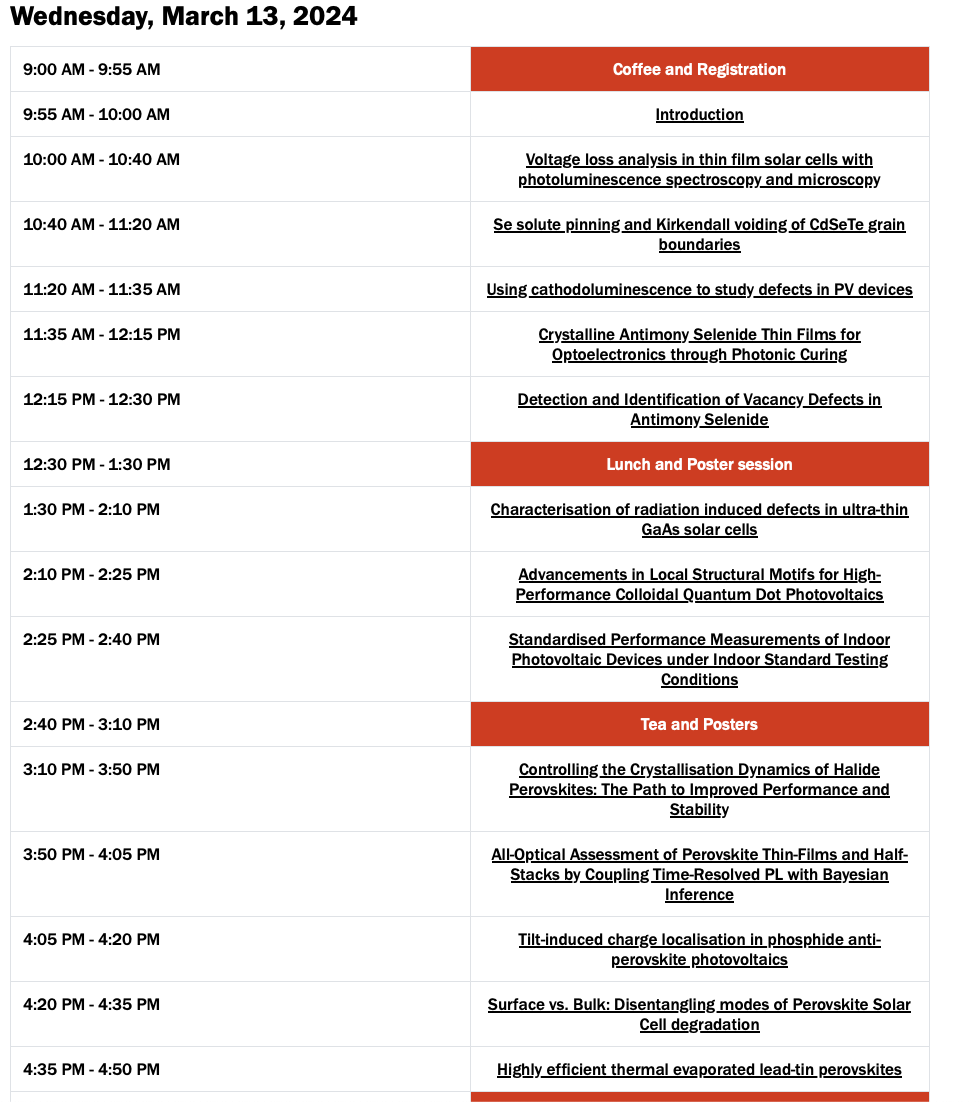 Wednesday, March 13, 2024
9:00 AM - 9:55 AM
Coffee and Registration
9:55 AM - 10:00 AM
Introduction
10:00 AM - 10:40 AM
Voltage loss analysis in thin film solar cells with
photoluminescence spectroscopy and microscopy
10:40 AM - 11:20 AM
Se solute pinning and Kirkendall voiding of CdSeTe grain
boundaries
11:20 AM - 11:35 AM
Using cathodoluminescence to study defects in PV devices
11:35 AM - 12:15 PM
Crystalline Antimony Selenide Thin Films for
Optoelectronics through Photonic Curing
12:15 PM - 12:30 PM
Detection and Identification of Vacancy Defects in
Antimony Selenide
12:30 PM - 1:30 PM
Lunch and Poster session
1:30 PM - 2:10 PM
Characterisation of radiation induced defects in ultra-thin
GaAs solar cells
2:10 PM - 2:25 PM
Advancements in Local Structural Motifs for High-
Performance Colloidal Quantum Dot Photovoltaics
2:25 PM - 2:40 PM
Standardised Performance Measurements of Indoor
Photovoltaic Devices under Indoor Standard Testing
Conditions
2:40 PM - 3:10 PM
Tea and Posters
3:10 PM - 3:50 PM
Controlling the Crystallisation Dynamics of Halide
Perovskites: The Path to Improved Performance and
Stability
3:50 PM - 4:05 PM
All-Optical Assessment of Perovskite Thin-Films and Half-
Stacks by Coupling Time-Resolved PL with Bayesian
Inference
4:05 PM - 4:20 PM
Tilt-induced charge localisation in phosphide anti-
perovskite photovoltaics
4:20 PM - 4:35 PM
Surface vs. Bulk: Disentangling modes of Perovskite Solar
Cell degradation
4:35 PM - 4:50 PM
Highly efficient thermal evaporated lead-tin perovskites